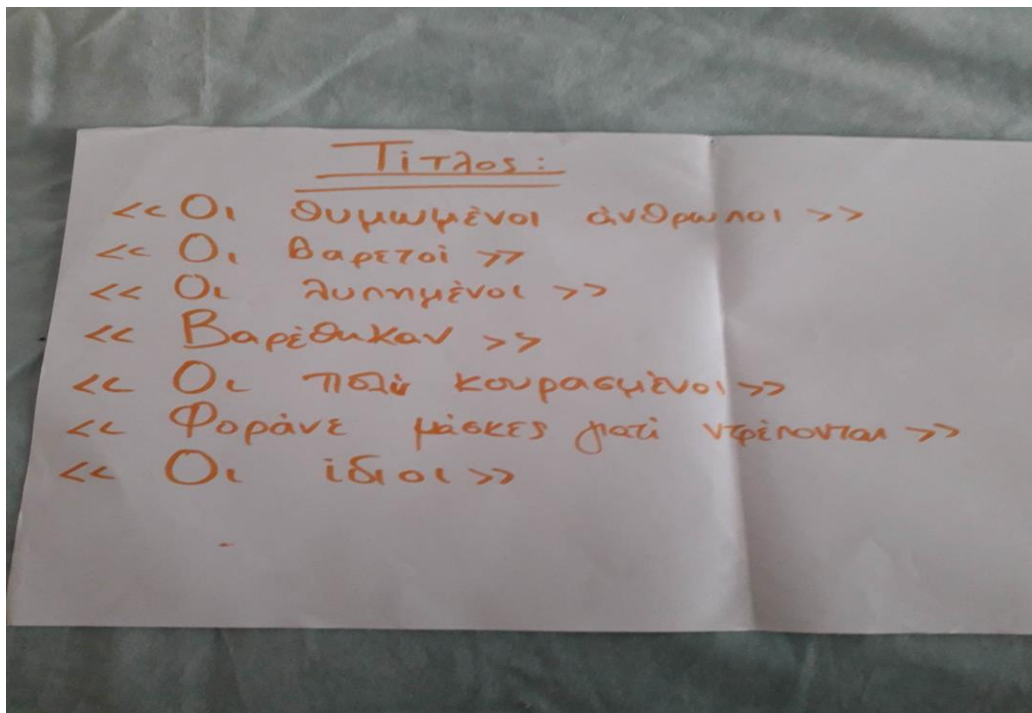 Τίτλος:
<< Οι θυμωμένοι άνθρωποι >>
<< Οι βαρετοί >>
<< Οι λυπημένοι >>
<< Βαρέθηκαν >>
<< Οι πολύ κουρασμένοι >>
<< Φοράνε μάσκες γιατί ντρέπονται >>
<< Οι ίδιοι >>